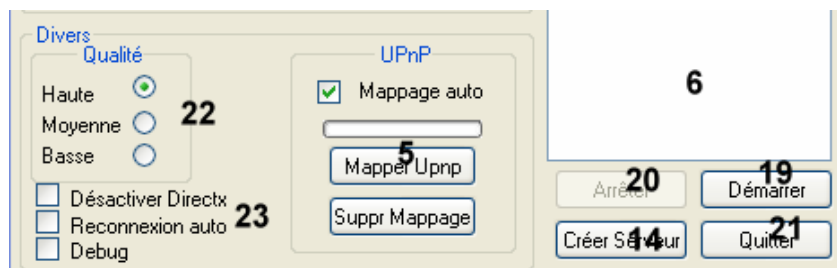 Divers
Qualité
UPnP
Haute
Mappage auto
6
22
Moyenne
Basse
5
Mapper Upnp
Arrêter
20
Démarrer
19
Désactiver Directx
Reconnexion auto
23
Suppr Mappage
Debug
Créer Serveur
14
Quitter
21